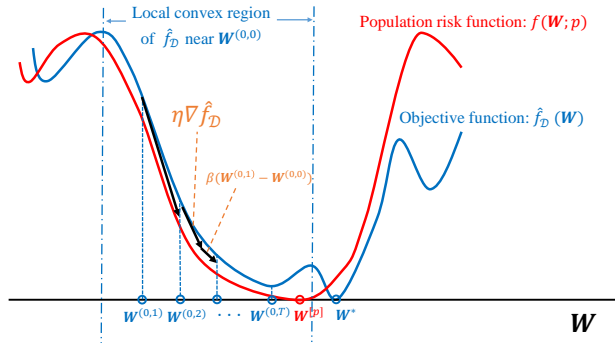 Local convex region
of f̂_𝒟 near W^(0,0)
Population risk function: f(W; p)
η∇f̂_𝒟
Objective function: f̂_𝒟 (W)
β(W^(0,1) − W^(0,0))
W^(0,1) W^(0,2) · · · W^(0,T) W^[p] W^*
W